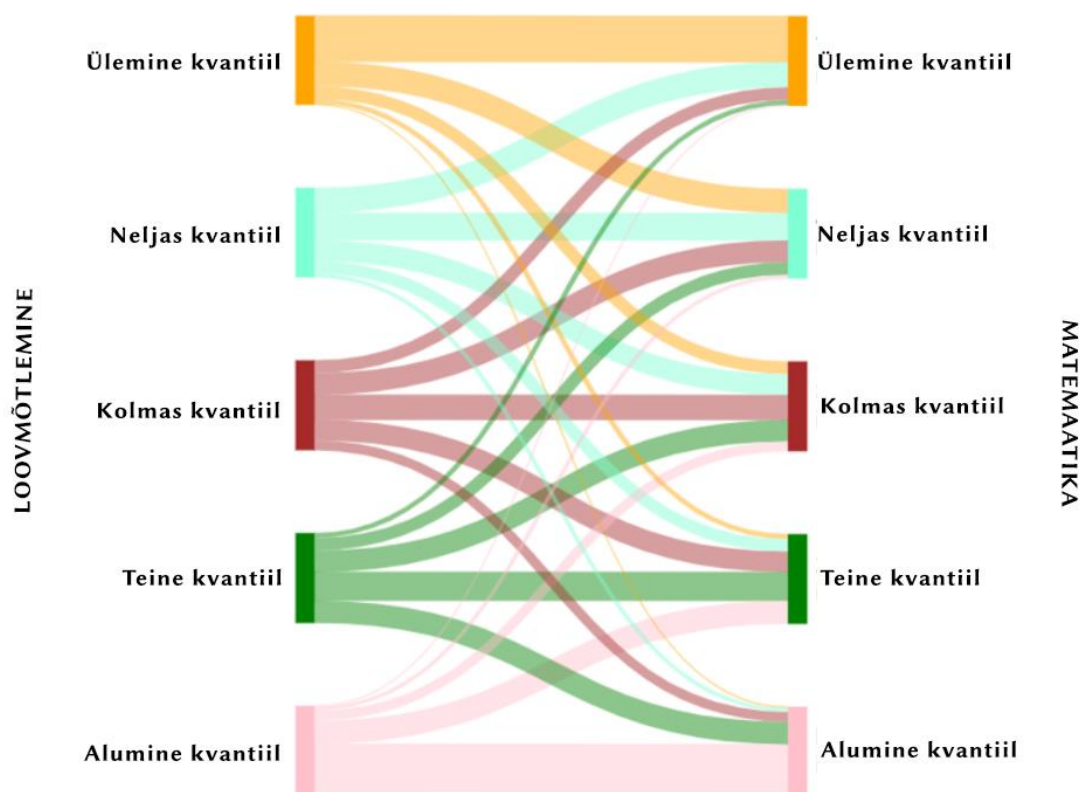 LOOVMÕTLEMINE
Ülemine kvantiil
Neljas kvantiil
Kolmas kvantiil
Teine kvantiil
Alumine kvantiil
Ülemine kvantiil
Neljas kvantiil
Kolmas kvantiil
Teine kvantiil
Alumine kvantiil
MATEMAATIKA